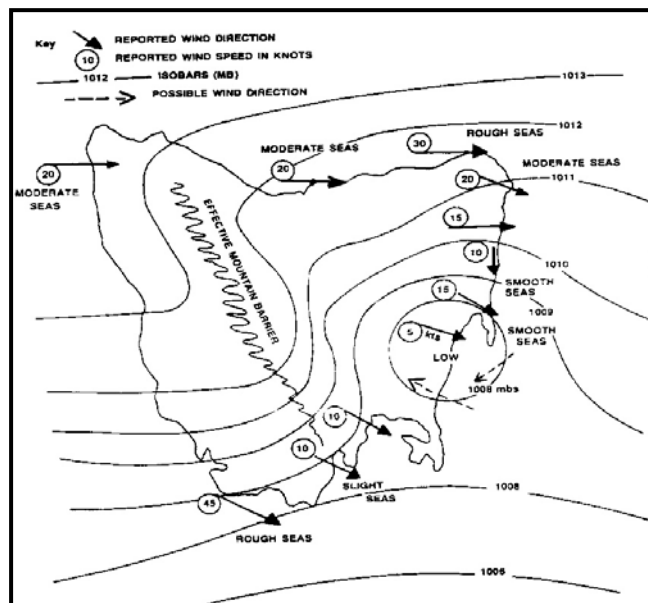 Key
REPORTED WIND DIRECTION
10 REPORTED WIND SPEED IN KNOTS
1012 ISOBARS (MB)
POSSIBLE WIND DIRECTION
1013
1012
30
ROUGH SEAS
MODERATE SEAS
20
20
MODERATE SEAS
20
MODERATE SEAS
1011
15
EFFECTIVE MOUNTAIN BARRIER
10
1010
SMOOTH
SEAS
15
1009
SMOOTH
SEAS
5 kts
LOW
1008 mbs
10
10
SLIGHT
SEAS
1008
45
ROUGH SEAS
1006